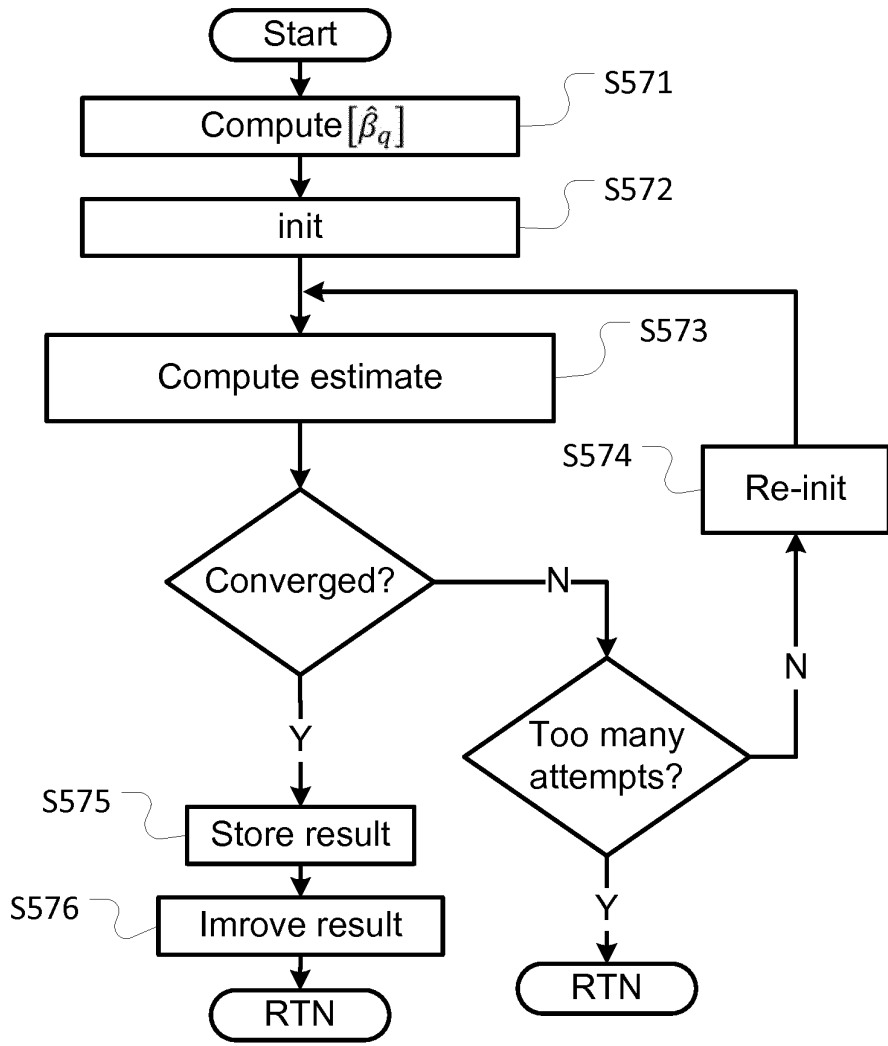 Start
S571
Compute [β̂q]
S572
init
S573
Compute estimate
S574
Re-init
Converged?
N
N
Y
Too many
attempts?
S575
Store result
S576
Imrove result
Y
RTN
RTN